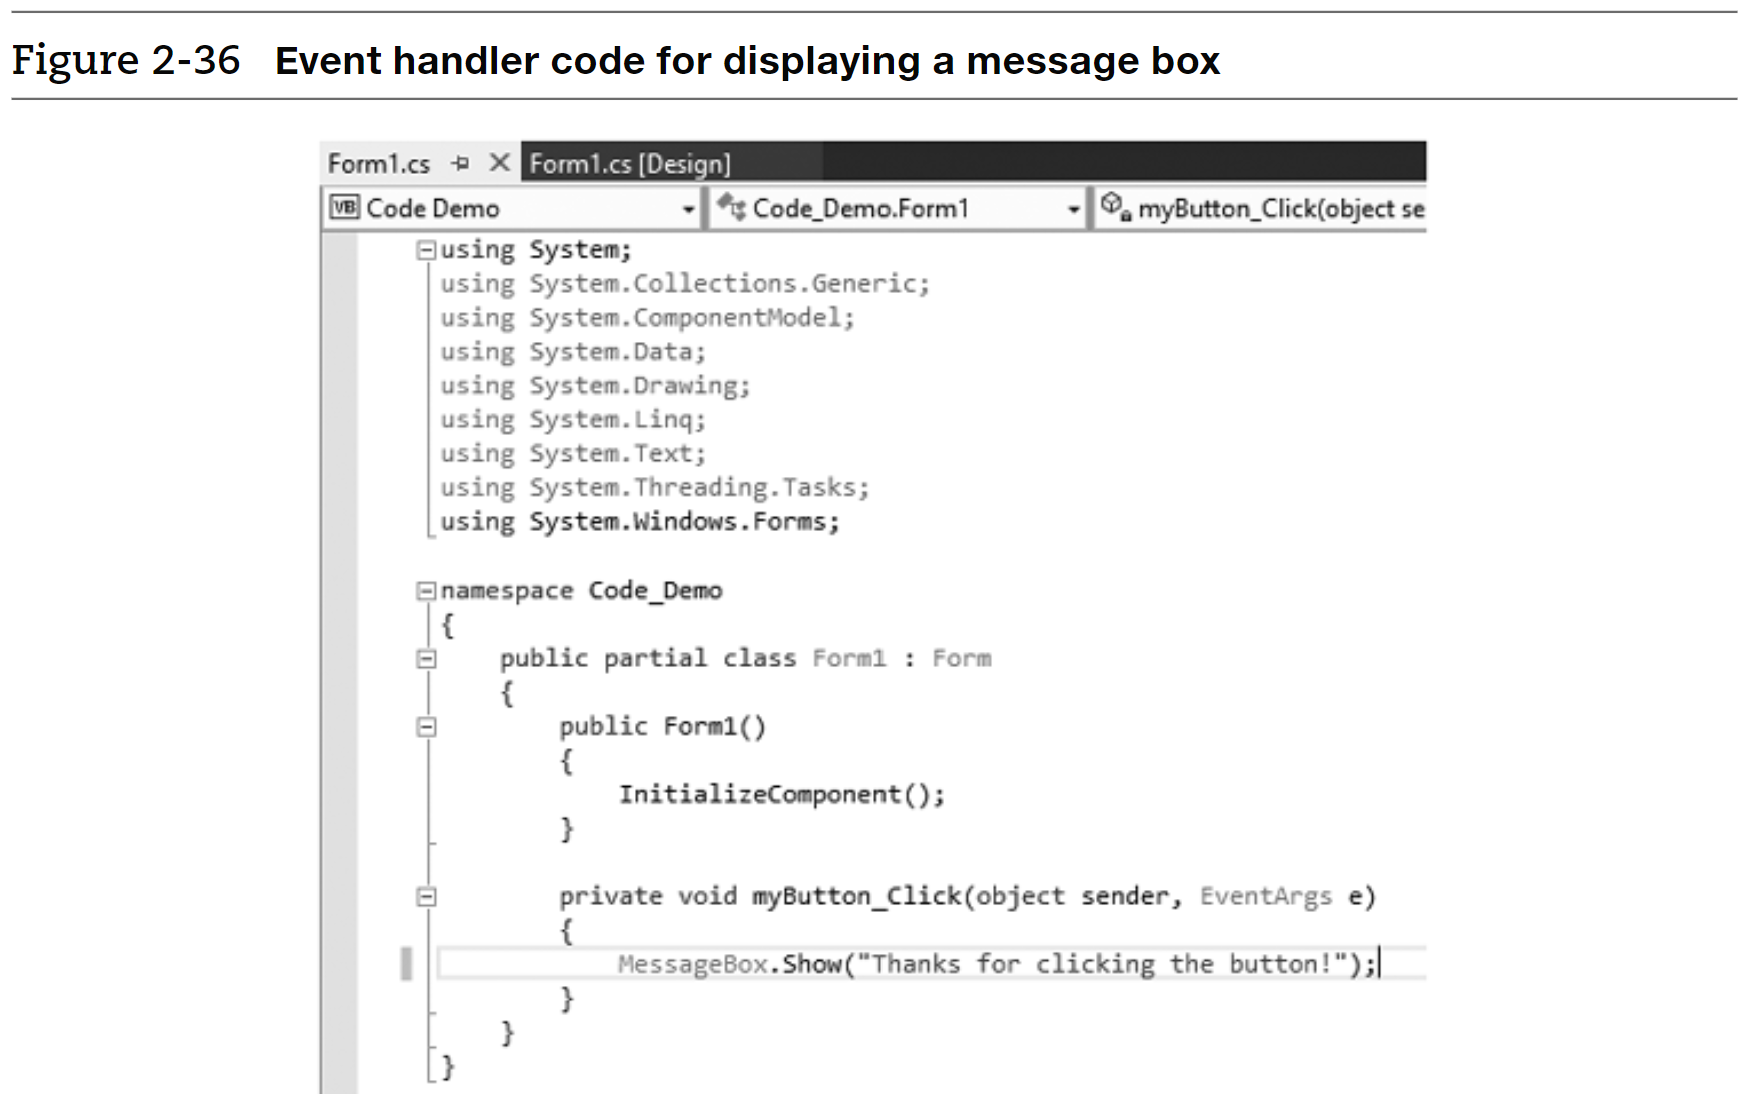 Figure 2-36 Event handler code for displaying a message box
Form1.cs Form1.cs [Design]
VB Code Demo Code_Demo.Form1 myButton_Click(object se
using System;
using System.Collections.Generic;
using System.ComponentModel;
using System.Data;
using System.Drawing;
using System.Linq;
using System.Text;
using System.Threading.Tasks;
using System.Windows.Forms;
namespace Code_Demo
{
    public partial class Form1 : Form
    {
        public Form1()
        {
            InitializeComponent();
        }
        private void myButton_Click(object sender, EventArgs e)
        {
            MessageBox.Show("Thanks for clicking the button!");
        }
    }
}